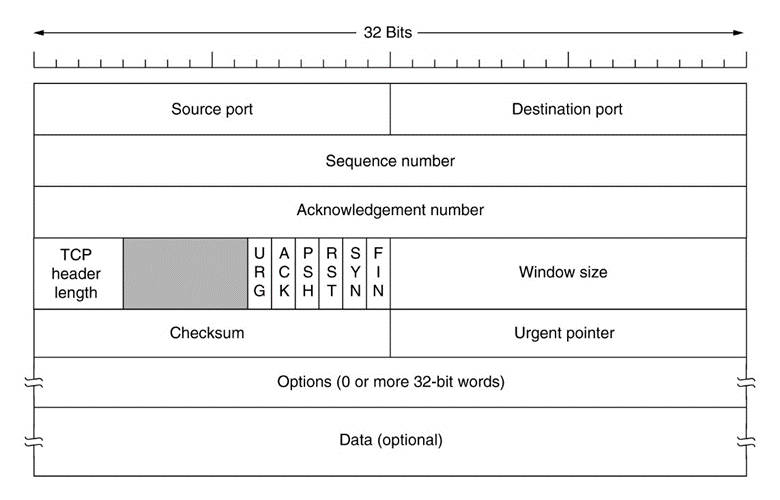 32 Bits
Source port
Destination port
Sequence number
Acknowledgement number
TCP
header
length
URG
ACK
PSH
RST
SYN
FIN
Window size
Checksum
Urgent pointer
Options (0 or more 32-bit words)
Data (optional)